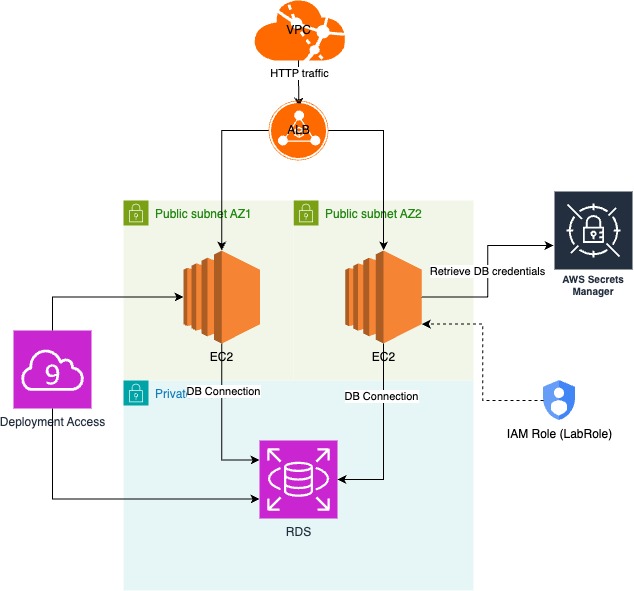 VPC
HTTP traffic
ALB
Public subnet AZ1
Public subnet AZ2
Retrieve DB credentials
AWS Secrets
Manager
EC2
EC2
9
Deployment Access
DB Connection
DB Connection
IAM Role (LabRole)
RDS